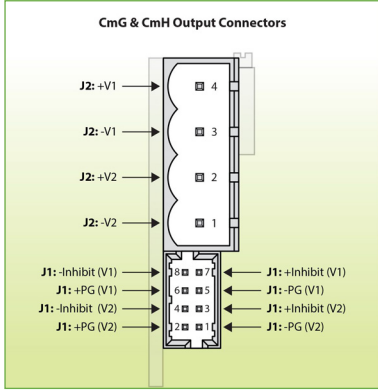 CmG & CmH Output Connectors
J2: +V1 4
J2: -V1 3
J2: +V2 2
J2: -V2 1
J1: -Inhibit (V1) 8 7 J1: +Inhibit (V1)
J1: +PG (V1) 6 5 J1: -PG (V1)
J1: -Inhibit (V2) 4 3 J1: +Inhibit (V2)
J1: +PG (V2) 2 1 J1: -PG (V2)